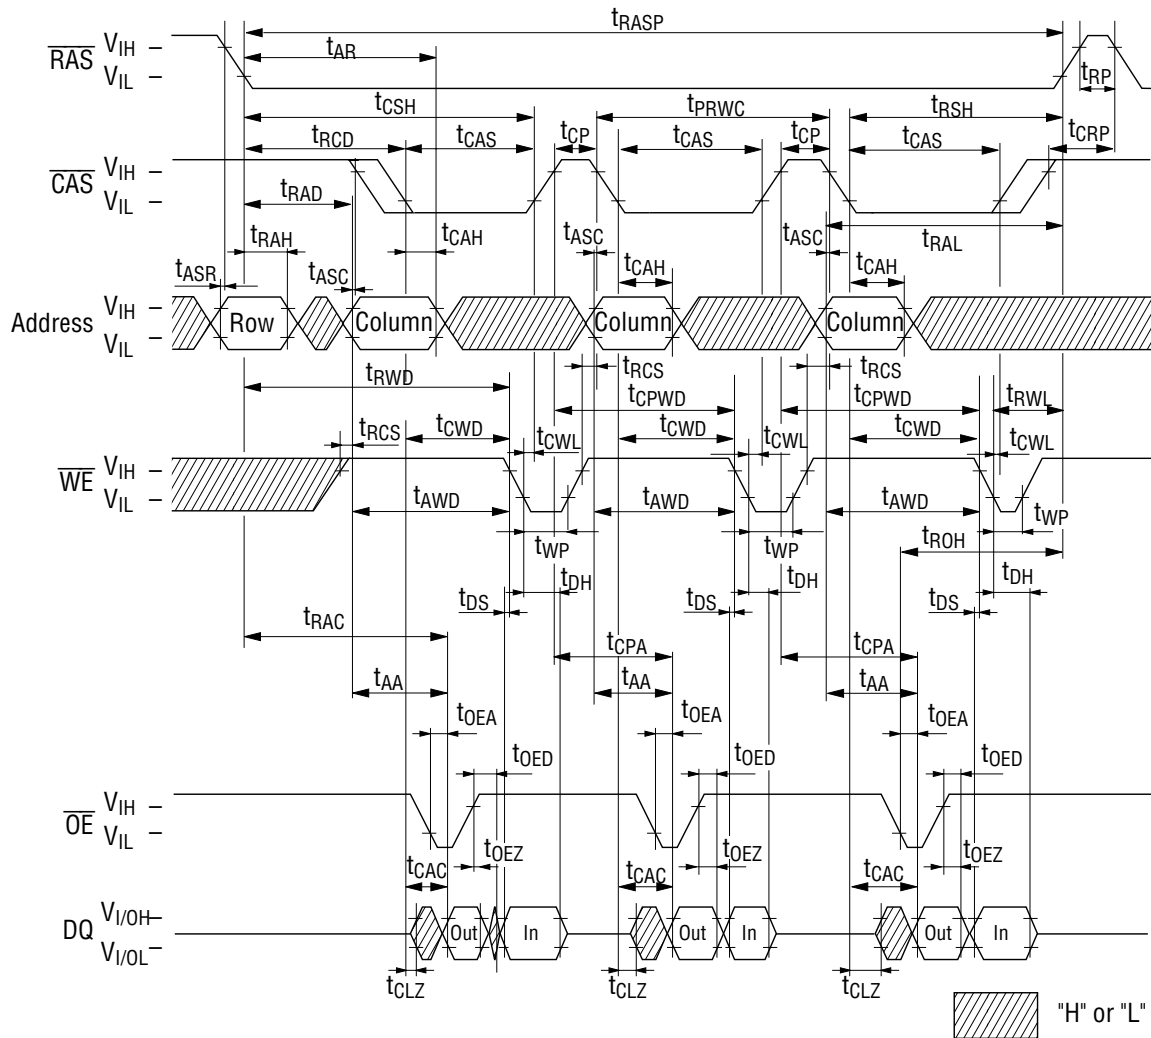 tRASP
RAS VIH
tAR
tRP
VIL
tCSH tPRWC tRSH
tRCD tCAS tCP tCAS tCP tCAS tCRP
CAS VIH
VIL
tRAD
tRAH tCAH tASC tASC tRAL
tASR tASC tCAH tCAH
Address VIH
VIL
Row Column Column Column
tRCS tRCS
tRWD tCPWD tCPWD tRWL
tRCS tCWD tCWL tCWD tCWL tCWD tCWL
WE VIH
VIL
tAWD tAWD tAWD
tWP tWP tWP
tROH
tDH tDH tDH
tDS tDS tDS
tRAC tCPA tCPA
tAA tAA tAA
tOEA tOEA tOEA
tOED tOED tOED
OE VIH
VIL
tCAC tOEZ tCAC tOEZ tCAC tOEZ
DQ VI/OH
VI/OL
Out In Out In Out In
tCLZ tCLZ tCLZ
"H" or "L"